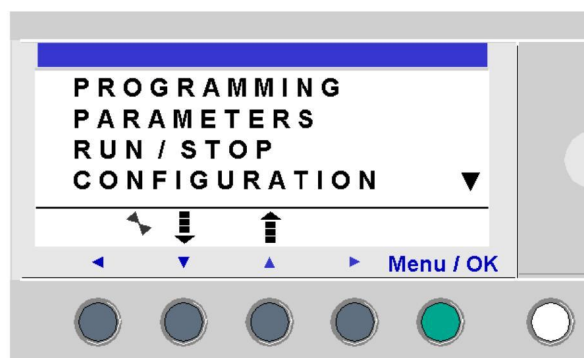 PROGRAMMING
PARAMETERS
RUN / STOP
CONFIGURATION
Menu / OK